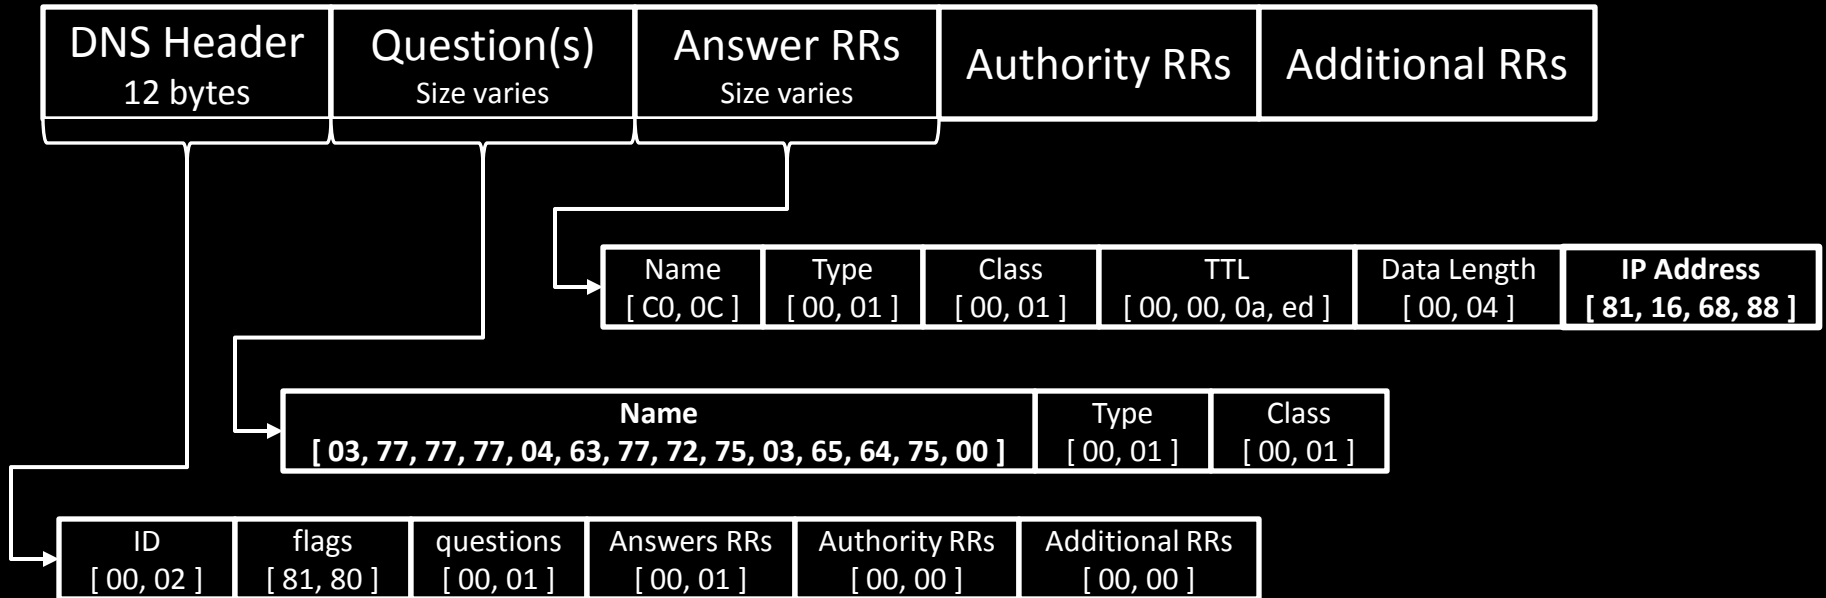 DNS Header
12 bytes
Question(s)
Size varies
Answer RRs
Size varies
Authority RRs
Additional RRs
Name
[ C0, 0C ]
Type
[ 00, 01 ]
Class
[ 00, 01 ]
TTL
[ 00, 00, 0a, ed ]
Data Length
[ 00, 04 ]
IP Address
[ 81, 16, 68, 88 ]
Name
[ 03, 77, 77, 77, 04, 63, 77, 72, 75, 03, 65, 64, 75, 00 ]
Type
[ 00, 01 ]
Class
[ 00, 01 ]
ID
[ 00, 02 ]
flags
[ 81, 80 ]
questions
[ 00, 01 ]
Answers RRs
[ 00, 01 ]
Authority RRs
[ 00, 00 ]
Additional RRs
[ 00, 00 ]